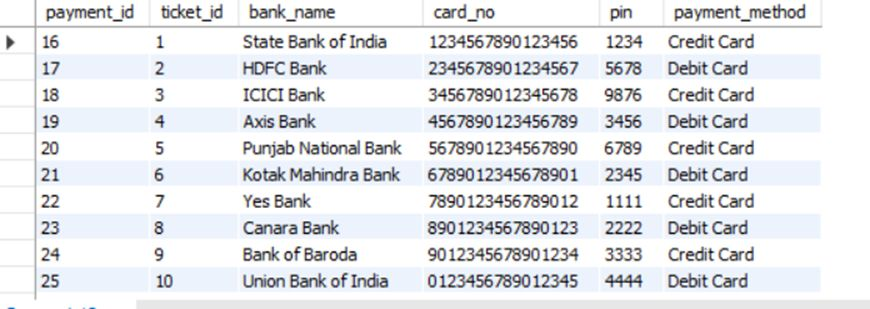 payment_id ticket_id bank_name card_no pin payment_method
16 1 State Bank of India 1234567890123456 1234 Credit Card
17 2 HDFC Bank 2345678901234567 5678 Debit Card
18 3 ICICI Bank 3456789012345678 9876 Credit Card
19 4 Axis Bank 4567890123456789 3456 Debit Card
20 5 Punjab National Bank 5678901234567890 6789 Credit Card
21 6 Kotak Mahindra Bank 6789012345678901 2345 Debit Card
22 7 Yes Bank 7890123456789012 1111 Credit Card
23 8 Canara Bank 8901234567890123 2222 Debit Card
24 9 Bank of Baroda 9012345678901234 3333 Credit Card
25 10 Union Bank of India 0123456789012345 4444 Debit Card